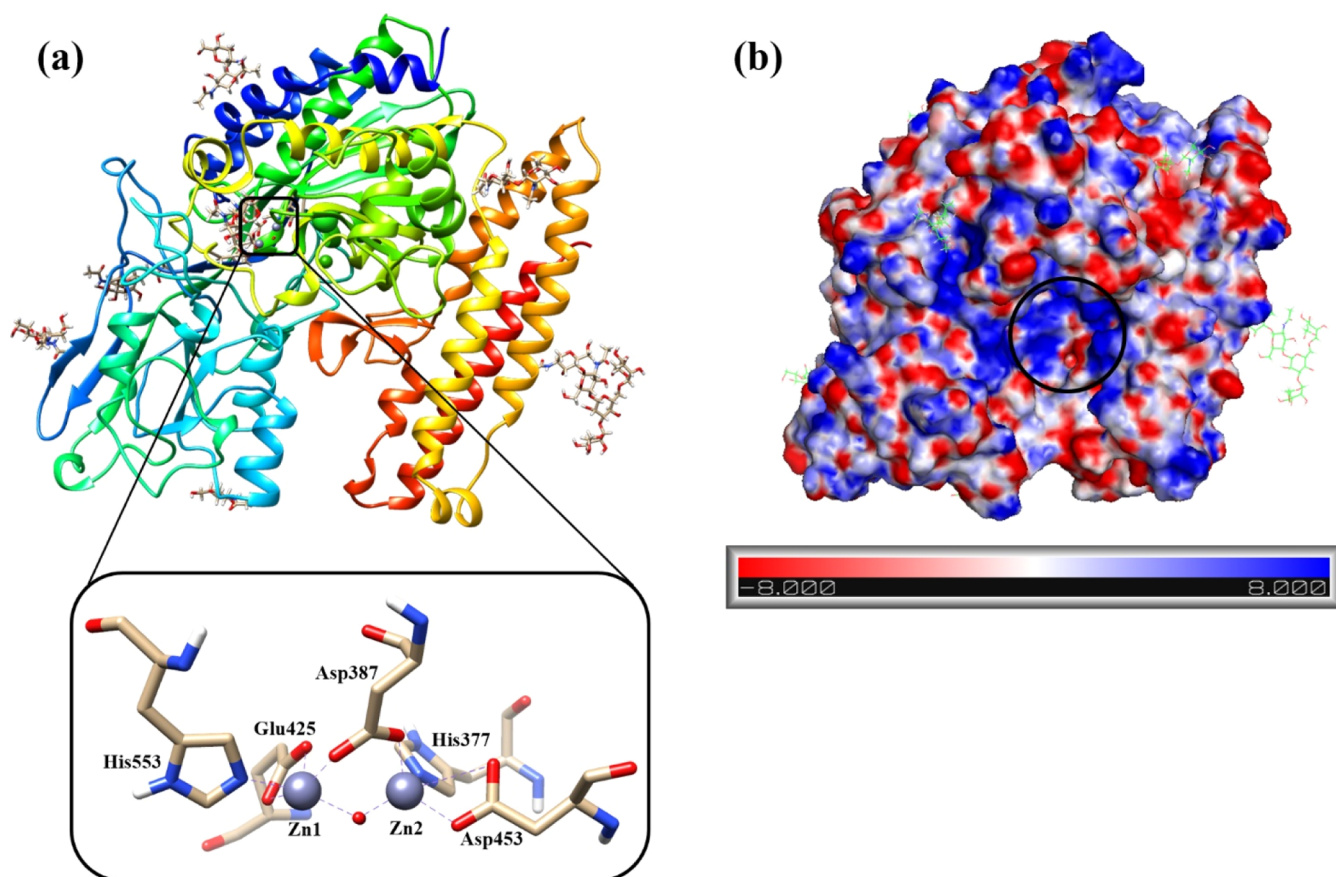 (a)
(b)
-8.000 8.000
Asp387
Glu425
His377
His553
Zn1 Zn2 Asp453